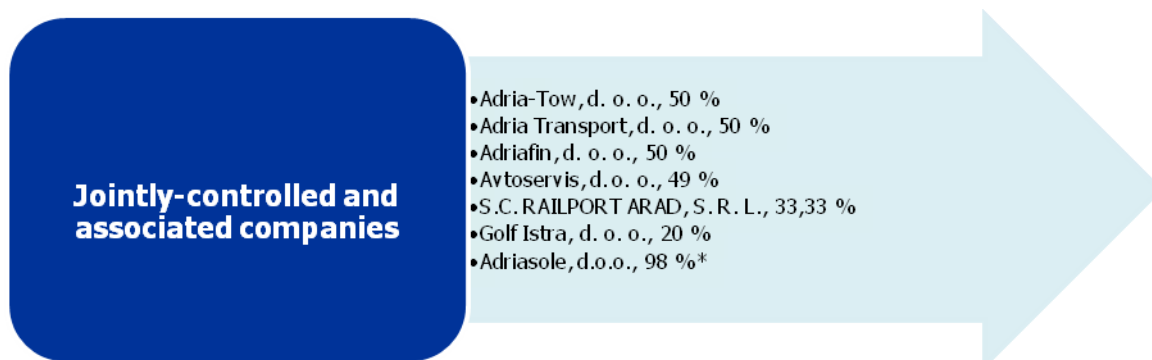 Jointly-controlled and
associated companies
•Adria-Tow, d. o. o., 50 %
•Adria Transport, d. o. o., 50 %
•Adriafin, d. o. o., 50 %
•Avtoservis, d. o. o., 49 %
•S.C. RAILPORT ARAD, S. R. L., 33,33 %
•Golf Istra, d. o. o., 20 %
•Adriasole, d.o.o., 98 %*